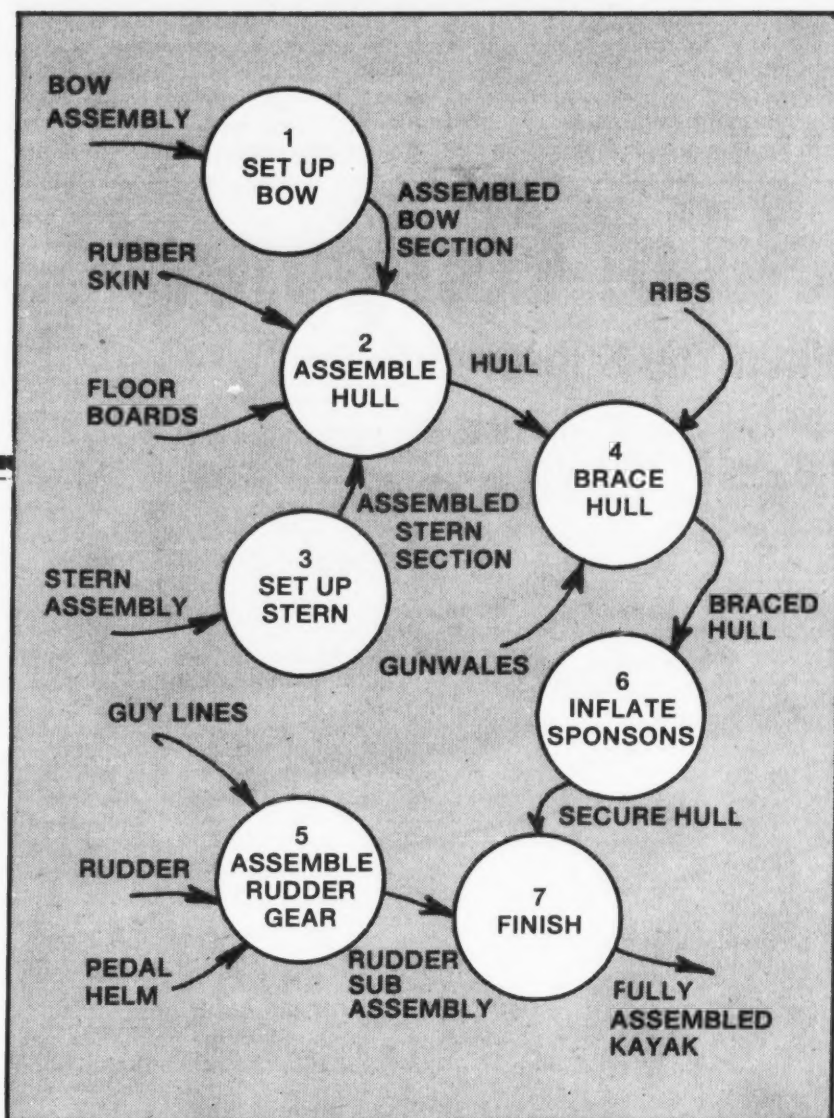 BOW
ASSEMBLY
1
SET UP
BOW
ASSEMBLED
BOW
SECTION
RUBBER
SKIN
RIBS
2
ASSEMBLE
HULL
HULL
FLOOR
BOARDS
4
BRACE
HULL
ASSEMBLED
STERN
SECTION
3
SET UP
STERN
STERN
ASSEMBLY
BRACED
HULL
GUNWALES
6
INFLATE
SPONSONS
GUY LINES
SECURE HULL
5
ASSEMBLE
RUDDER
GEAR
RUDDER
7
FINISH
PEDAL
HELM
RUDDER
SUB
ASSEMBLY
FULLY
ASSEMBLED
KAYAK